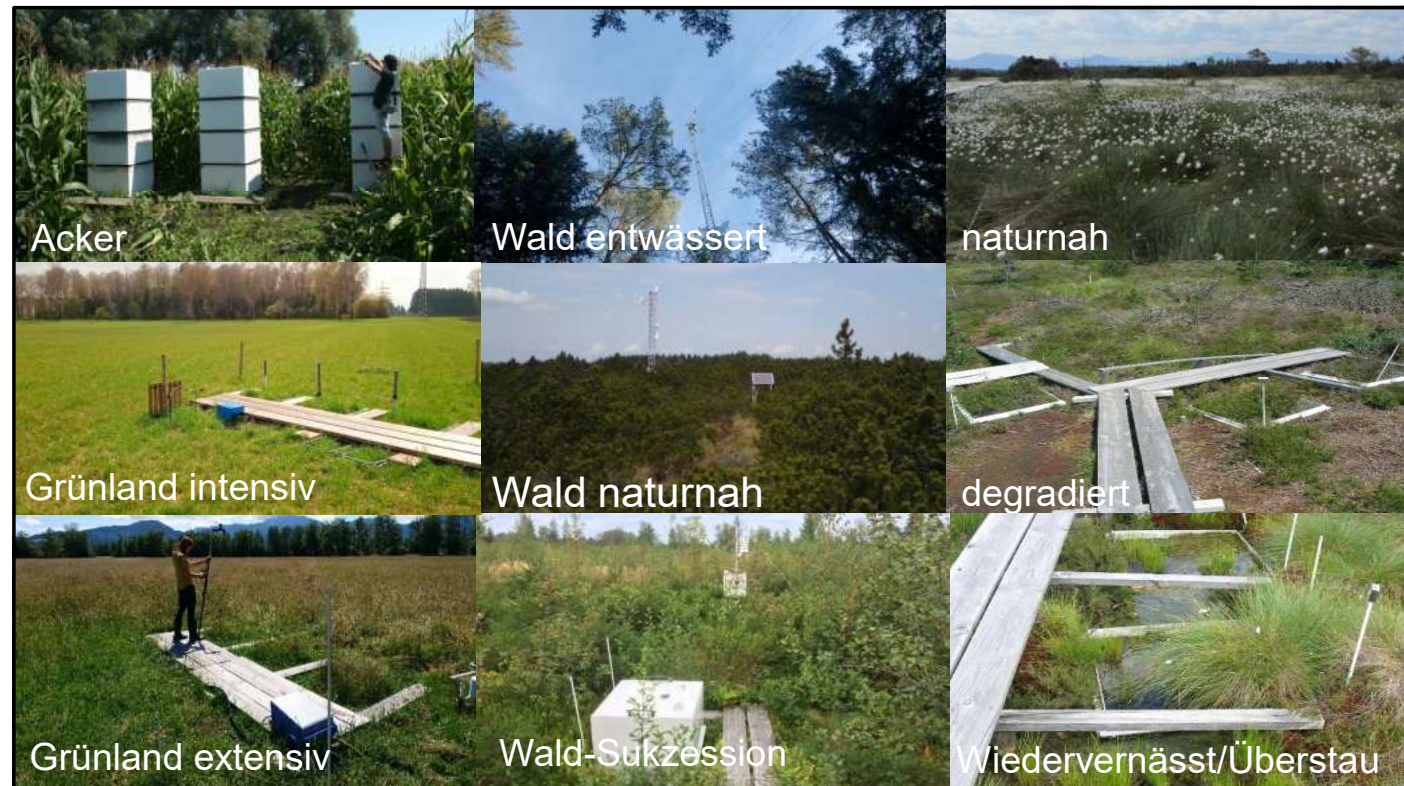 Acker
Wald entwässert
naturnah
Grünland intensiv
Wald naturnah
degradiert
Grünland extensiv
Wald-Sukzession
Wiedervernässt/Überstau